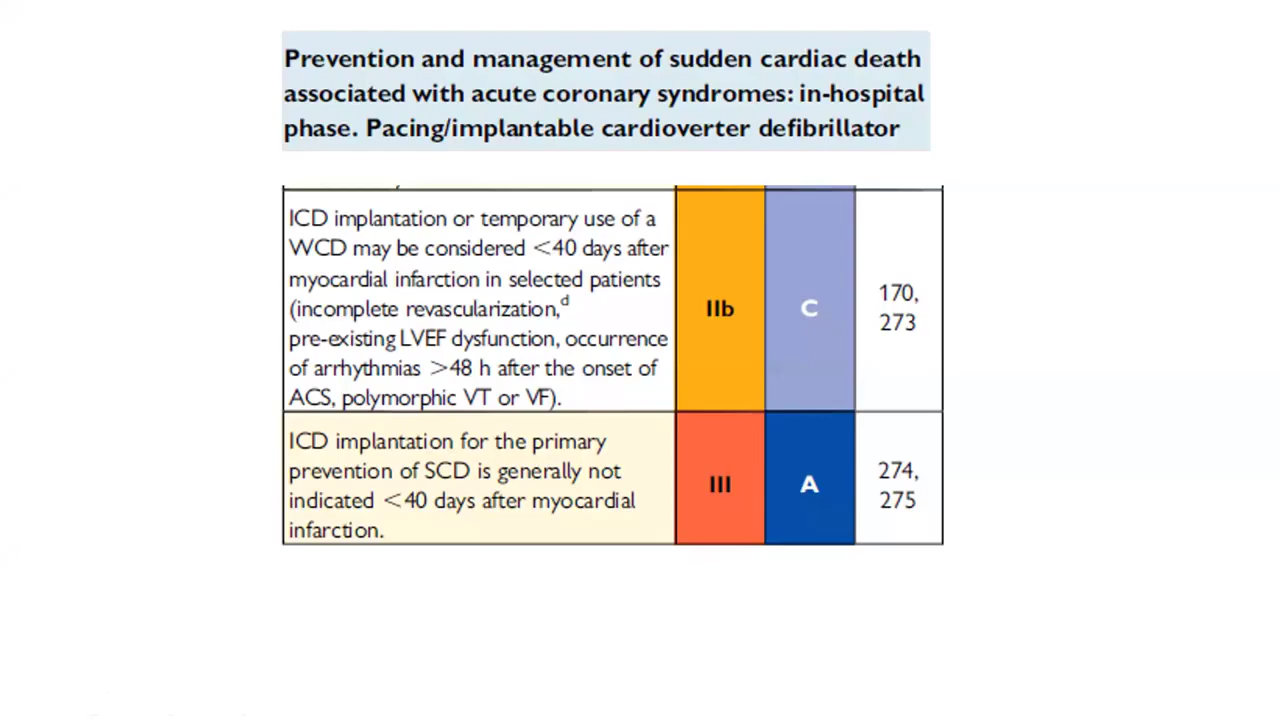 Prevention and management of sudden cardiac death
associated with acute coronary syndromes: in-hospital
phase. Pacing/implantable cardioverter defibrillator
ICD implantation or temporary use of a
WCD may be considered <40 days after
myocardial infarction in selected patients
(incomplete revascularization,d
pre-existing LVEF dysfunction, occurrence
of arrhythmias >48 h after the onset of
ACS, polymorphic VT or VF).
IIb
C
170,
273
ICD implantation for the primary
prevention of SCD is generally not
indicated <40 days after myocardial
infarction.
III
A
274,
275